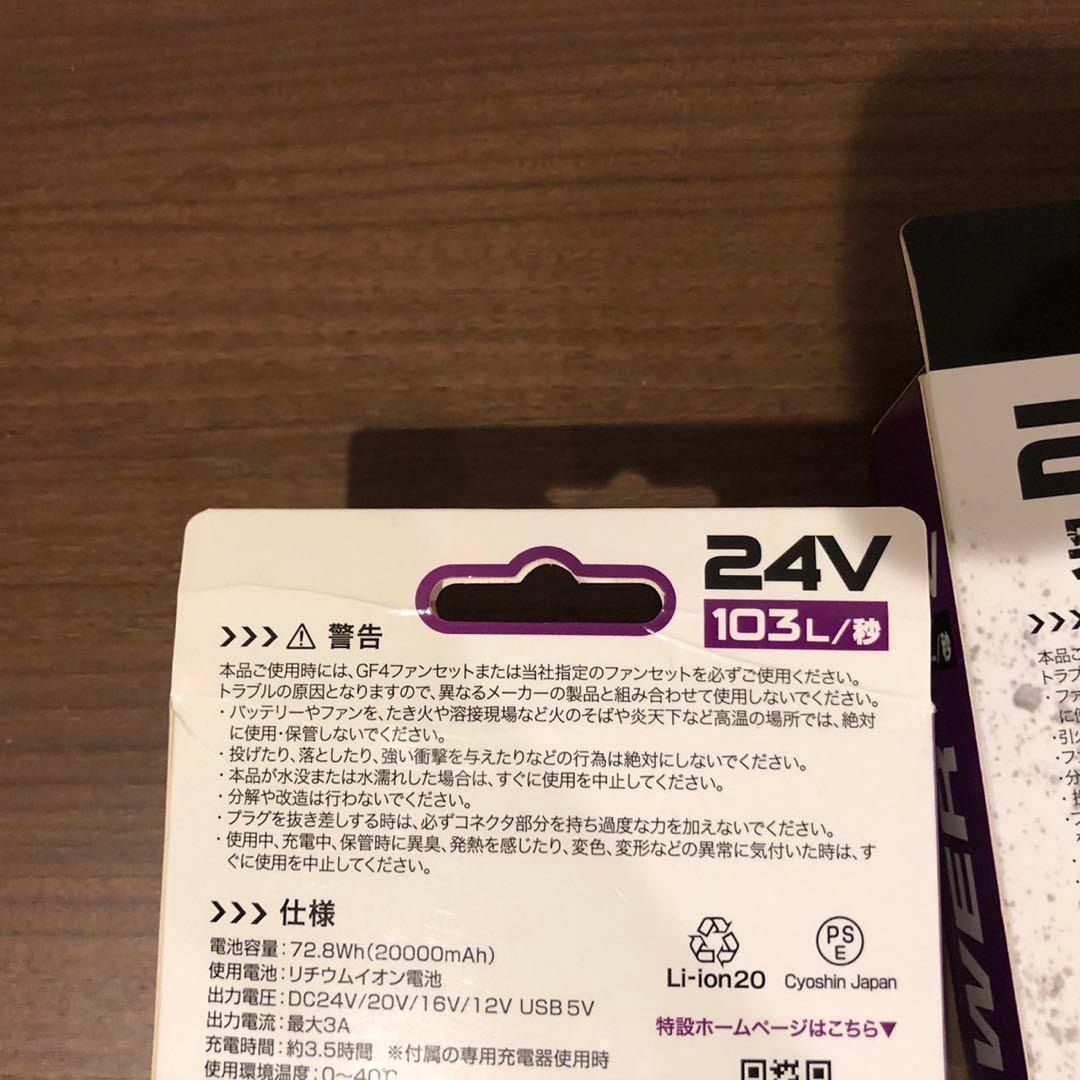 24V
103L/秒
>>> ⚠ 警告
本品ご使用時には、GF4ファンセットまたは当社指定のファンセットを必ずご使用ください。
トラブルの原因となりますので、異なるメーカーの製品と組み合わせて使用しないでください。
・バッテリーやファンを、たき火や溶接現場など火のそばや炎天下など高温の場所では、絶対
に使用・保管しないでください。
・投げたり、落としたり、強い衝撃を与えたりなどの行為は絶対にしないでください。
・本品が水没または水濡れした場合は、すぐに使用を中止してください。
・分解や改造は行わないでください。
・プラグを抜き差しする時は、必ずコネクタ部分を持ち過度な力を加えないでください。
・使用中、充電中、保管時に異臭、発熱を感じたり、変色、変形などの異常に気付いた時は、す
ぐに使用を中止してください。
>>> 仕様
電池容量:72.8Wh(20000mAh)
使用電池:リチウムイオン電池
出力電圧:DC24V/20V/16V/12V USB 5V
出力電流:最大3A
充電時間:約3.5時間 ※付属の専用充電器使用時
使用環境温度:0〜40℃
Li-ion20
PS
E
Cyoshin Japan
特設ホームページはこちら▼
WER
V
L/秒
>>>
本品ご
トラブ